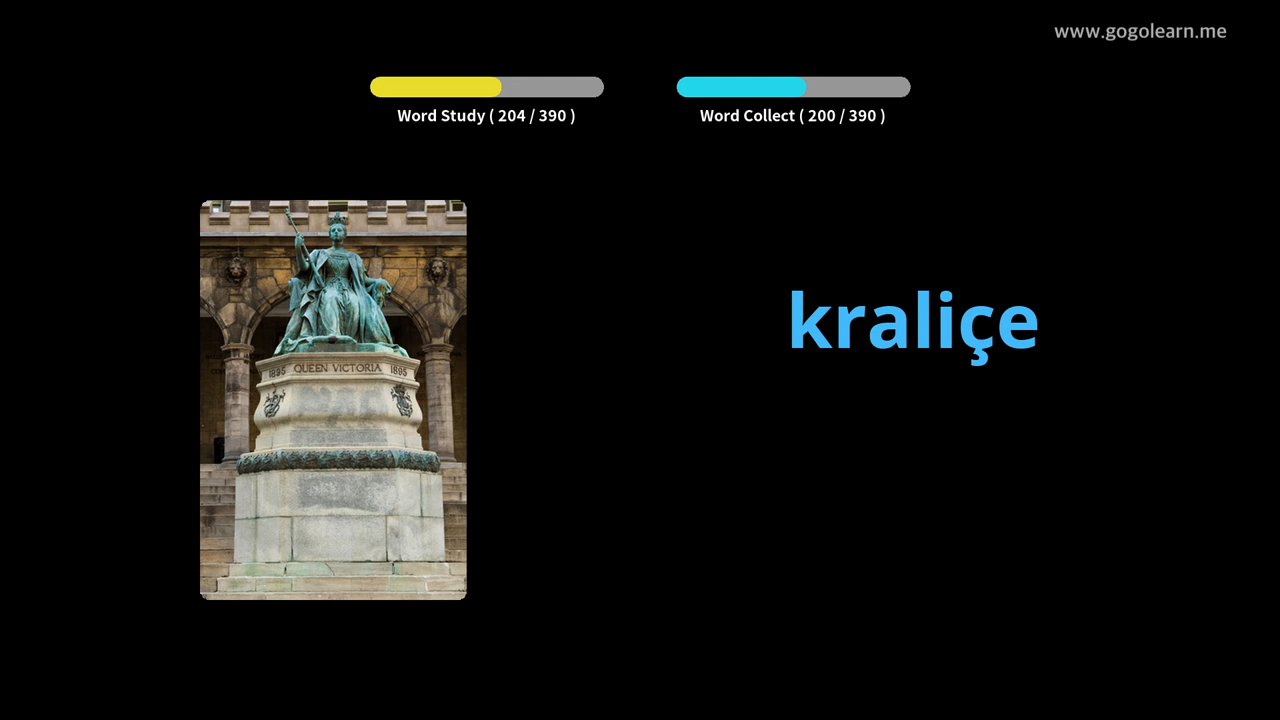 www.gogolearn.me
Word Study ( 204 / 390 )
Word Collect ( 200 / 390 )
kraliçe
1895 QUEEN VICTORIA 1895